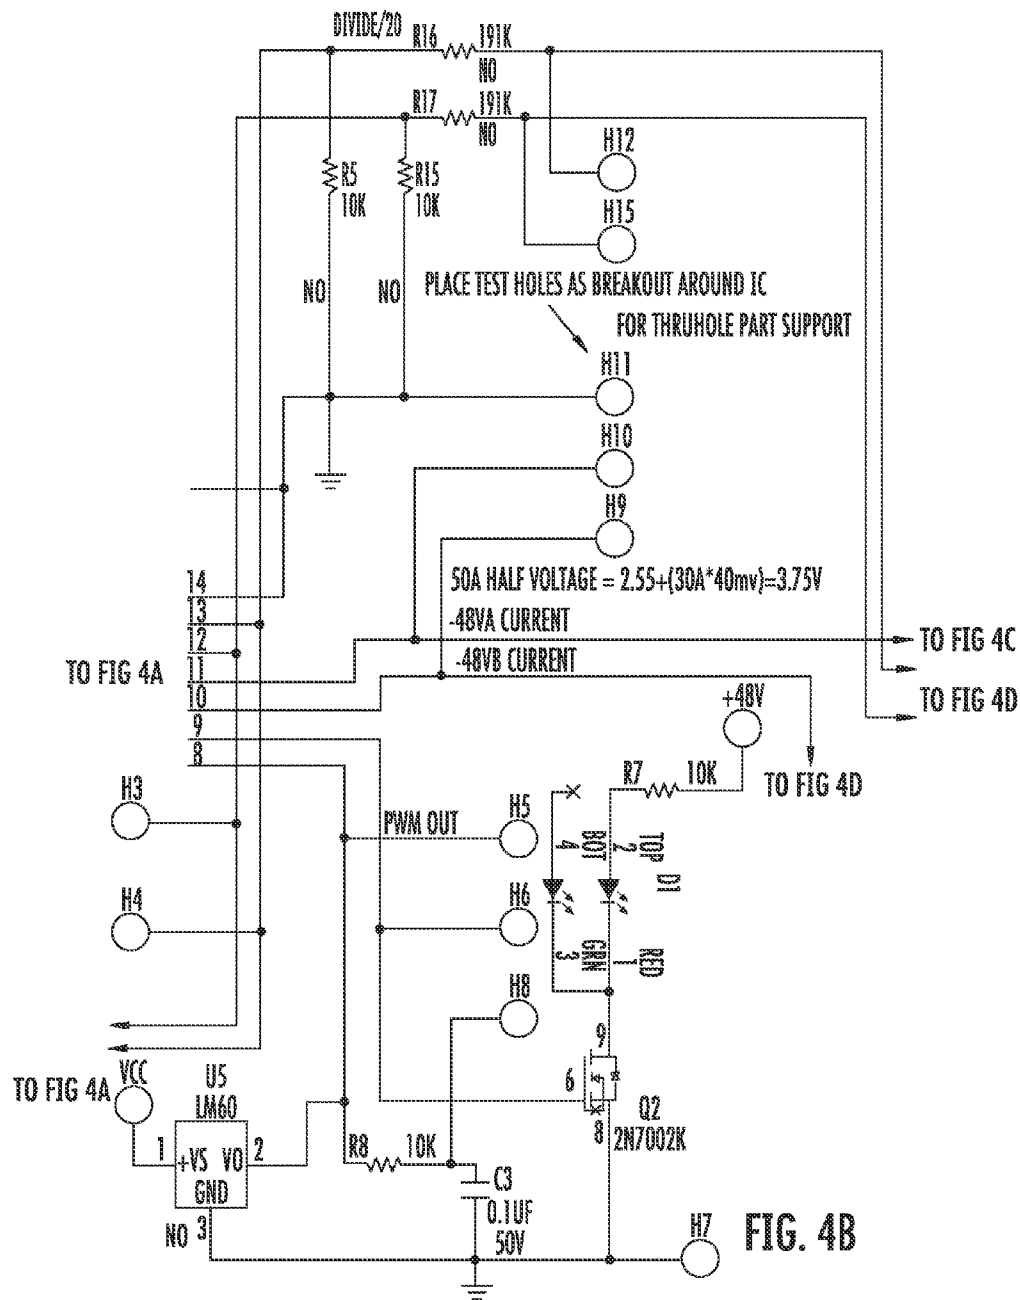 DIVIDE/20
R16
191K
NO
R17
191K
NO
H12
R5
10K
R15
10K
H15
NO
NO
PLACE TEST HOLES AS BREAKOUT AROUND IC
FOR THRUHOLE PART SUPPORT
H11
H10
H9
50A HALF VOLTAGE = 2.55+(30A*40mv)=3.75V
14
13
12
11
10
9
8
TO FIG 4A
-48VA CURRENT
-48VB CURRENT
TO FIG 4C
TO FIG 4D
+48V
R7
10K
TO FIG 4D
H3
PWM OUT
H5
4
BOT
2
TOP
D1
H4
H6
3
GRN
1
RED
H8
9
6
8
Q2
2N7002K
TO FIG 4A
VCC
U5
LM60
1
+VS
VO
2
GND
NO
3
R8
10K
C3
0.1UF
50V
H7
FIG. 4B